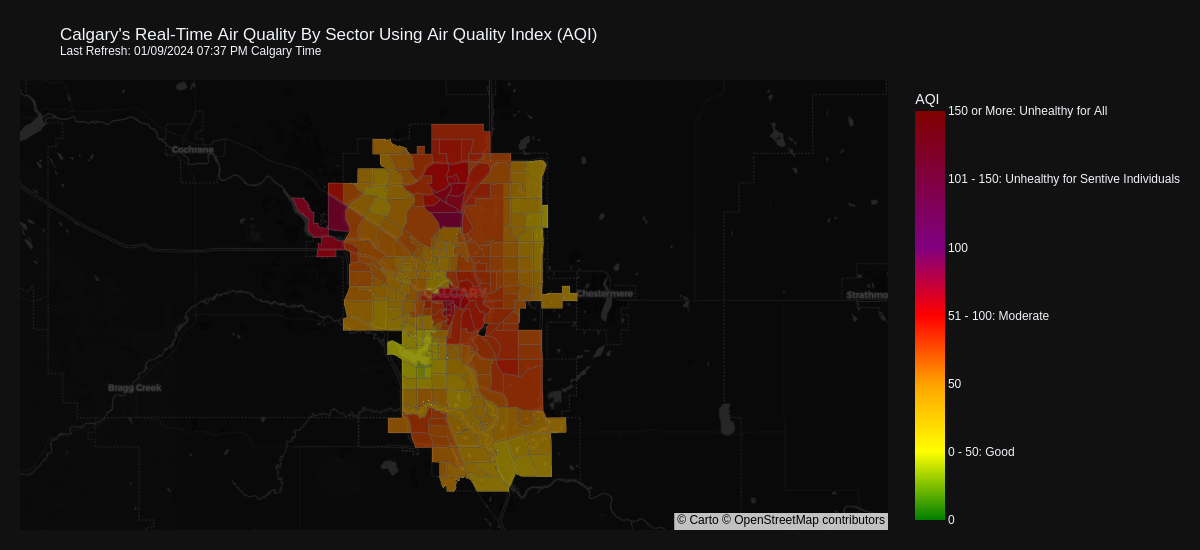 Calgary's Real-Time Air Quality By Sector Using Air Quality Index (AQI)
Last Refresh: 01/09/2024 07:37 PM Calgary Time
AQI
150 or More: Unhealthy for All
101 - 150: Unhealthy for Sentive Individuals
100
51 - 100: Moderate
50
0 - 50: Good
0
Cochrane
CALGARY
Chestermere
Strathmo
Bragg Creek
© Carto © OpenStreetMap contributors